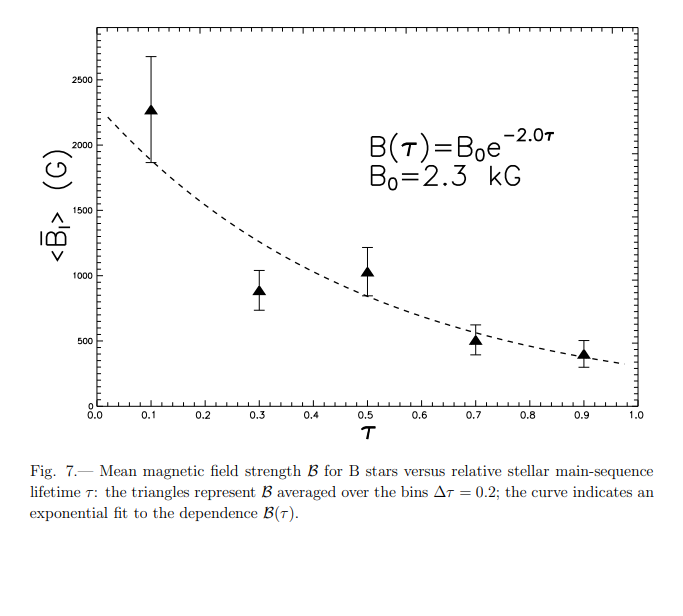 2500
2000
1500
1000
500
0
<B̅ₗ> (G)
B(τ)=B₀e^−2.0τ
B₀=2.3 kG
0.0 0.1 0.2 0.3 0.4 0.5 0.6 0.7 0.8 0.9 1.0
τ
Fig. 7.— Mean magnetic field strength ℬ for B stars versus relative stellar main-sequence
lifetime τ: the triangles represent ℬ averaged over the bins Δτ = 0.2; the curve indicates an
exponential fit to the dependence ℬ(τ).